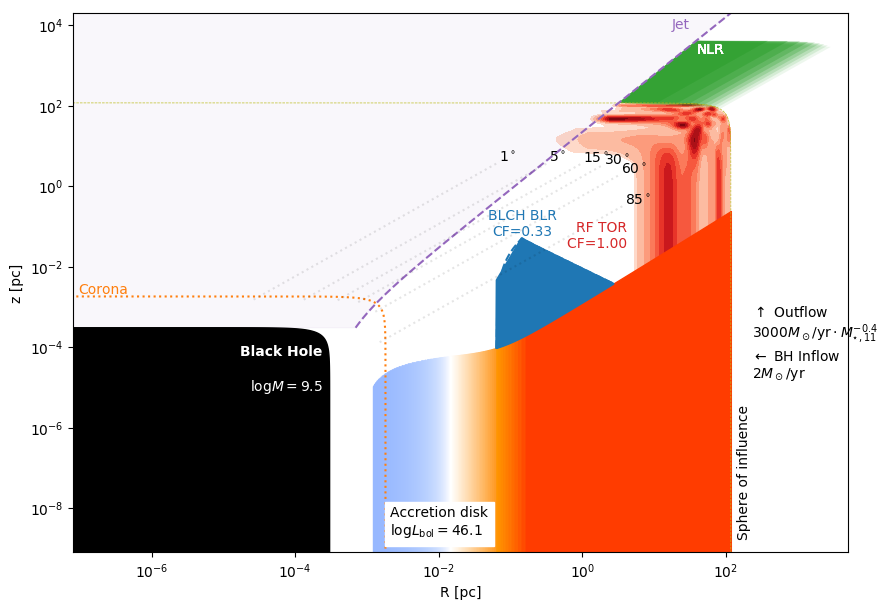 Jet
NLR
1°
5°
15°
30°
60°
85°
BLCH BLR
CF=0.33
RF TOR
CF=1.00
Corona
Black Hole
logM = 9.5
↑ Outflow
3000M⊙/yr · M•,11^−0.4
← BH Inflow
2M⊙/yr
Sphere of influence
Accretion disk
logLbol = 46.1
z [pc]
10^4
10^2
10^0
10^−2
10^−4
10^−6
10^−8
10^−6
10^−4
10^−2
10^0
10^2
R [pc]